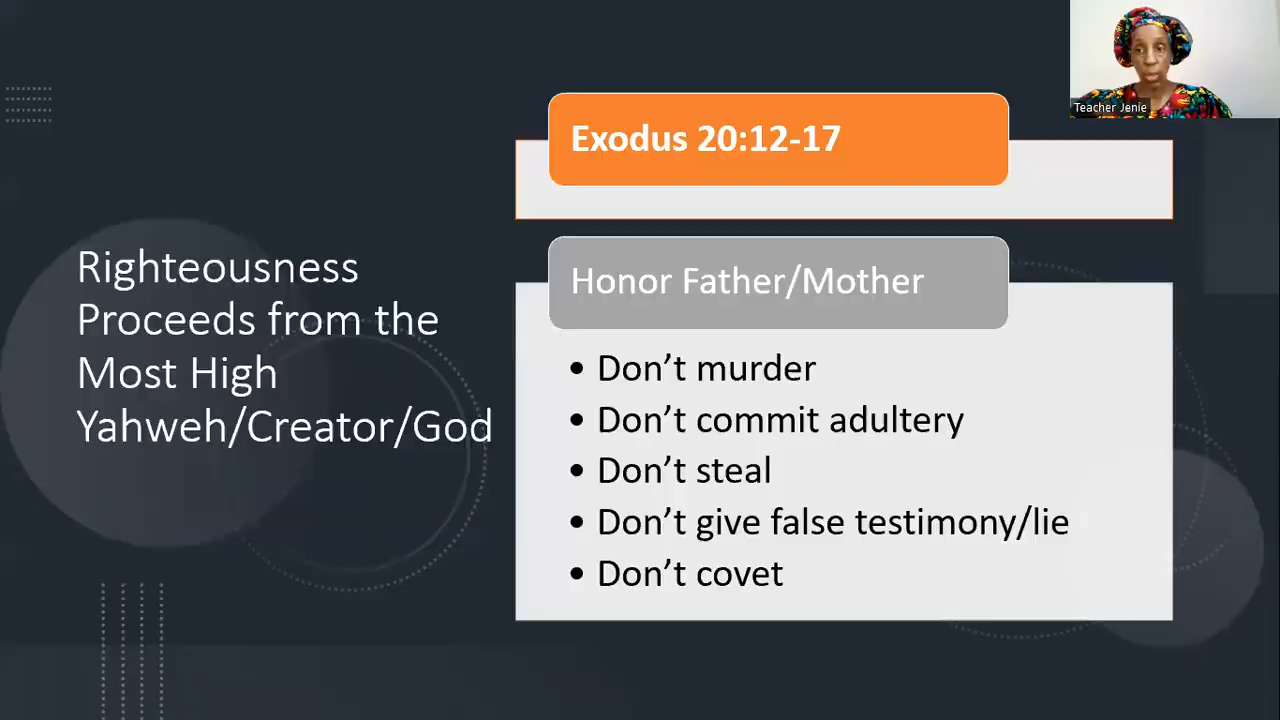 Teacher Jenie
Exodus 20:12-17
Righteousness
Proceeds from the
Most High
Yahweh/Creator/God
Honor Father/Mother
• Don’t murder
• Don’t commit adultery
• Don’t steal
• Don’t give false testimony/lie
• Don’t covet